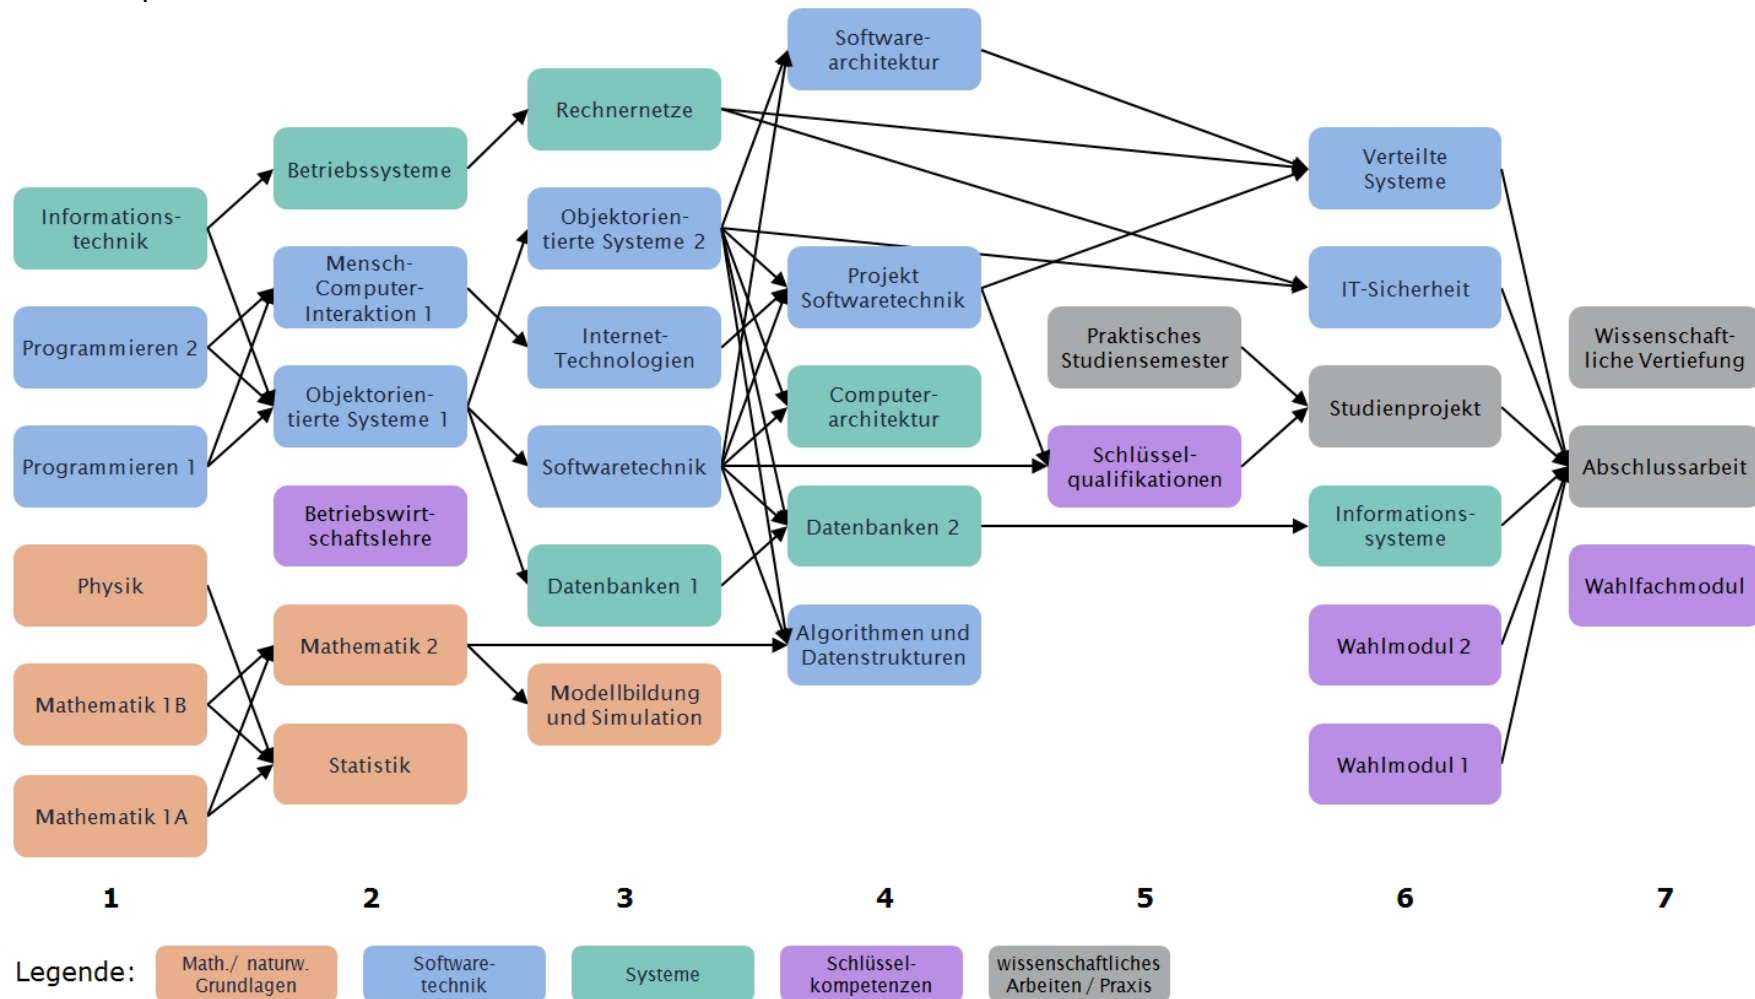 Informations-
technik
Programmieren 2
Programmieren 1
Physik
Mathematik 1B
Mathematik 1A
1
Betriebssysteme
Mensch-
Computer-
Interaktion 1
Objektorien-
tierte Systeme 1
Betriebswirt-
schaftslehre
Mathematik 2
Statistik
2
Rechnernetze
Objektorien-
tierte Systeme 2
Internet-
Technologien
Softwaretechnik
Datenbanken 1
Modellbildung
und Simulation
3
Software-
architektur
Projekt
Softwaretechnik
Computer-
architektur
Datenbanken 2
Algorithmen und
Datenstrukturen
4
Praktisches
Studiensemester
Schlüssel-
qualifikationen
5
Verteilte
Systeme
IT-Sicherheit
Studienprojekt
Informations-
systeme
Wahlmodul 2
Wahlmodul 1
6
Wissenschaft-
liche Vertiefung
Abschlussarbeit
Wahlfachmodul
7
Legende:
Math./ naturw.
Grundlagen
Software-
technik
Systeme
Schlüssel-
kompetenzen
wissenschaftliches
Arbeiten / Praxis